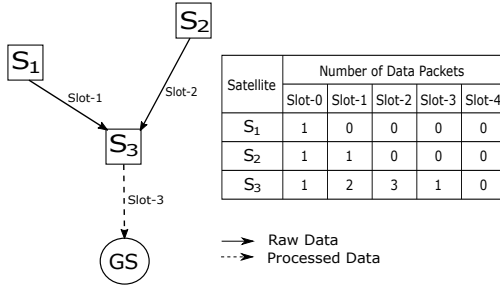 S2
S1
Slot-1
Slot-2
S3
Slot-3
GS
Satellite Number of Data Packets
Slot-0 Slot-1 Slot-2 Slot-3 Slot-4
S1 1 0 0 0 0
S2 1 1 0 0 0
S3 1 2 3 1 0
Raw Data
Processed Data